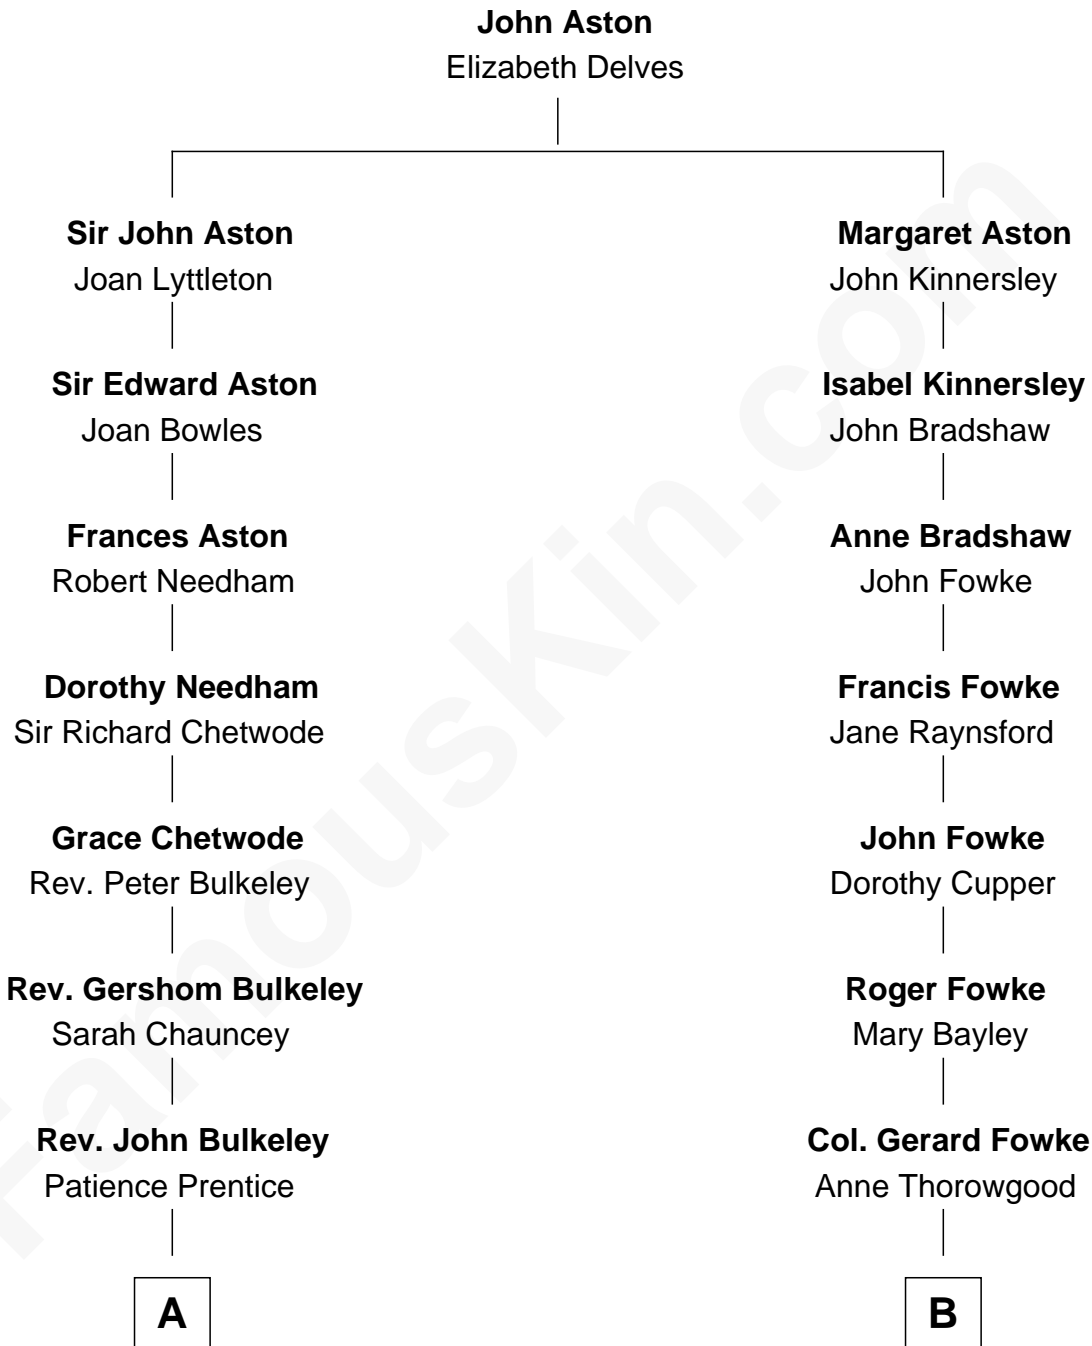 John Aston
Elizabeth Delves
Sir John Aston
Joan Lyttleton
Sir Edward Aston
Joan Bowles
Frances Aston
Robert Needham
Dorothy Needham
Sir Richard Chetwode
Grace Chetwode
Rev. Peter Bulkeley
Rev. Gershom Bulkeley
Sarah Chauncey
Rev. John Bulkeley
Patience Prentice
A
Margaret Aston
John Kinnersley
Isabel Kinnersley
John Bradshaw
Anne Bradshaw
John Fowke
Francis Fowke
Jane Raynsford
John Fowke
Dorothy Cupper
Roger Fowke
Mary Bayley
Col. Gerard Fowke
Anne Thorowgood
B
FamousKin.com